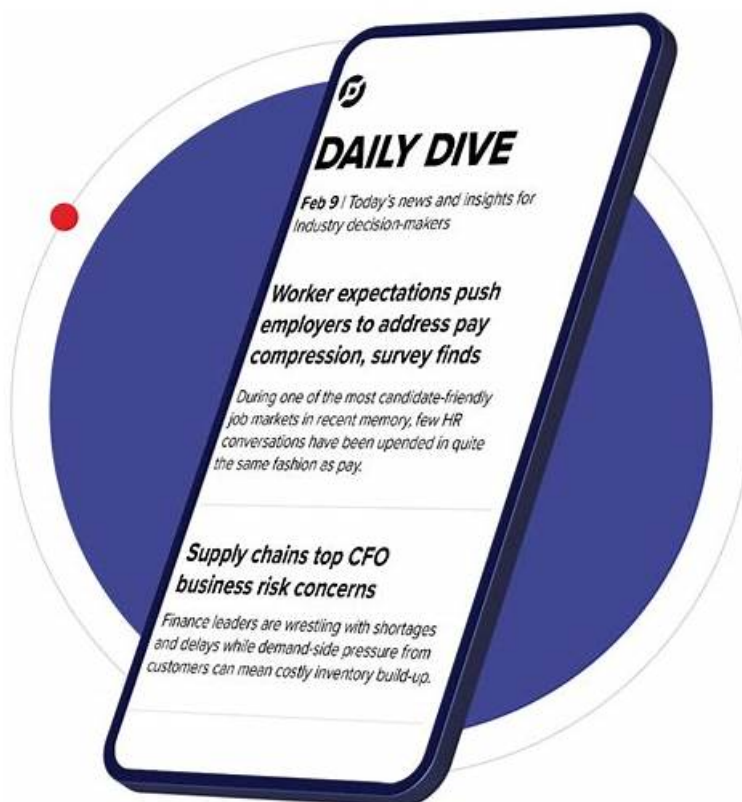 DAILY DIVE
Feb 9 | Today's news and insights for
Industry decision-makers
Worker expectations push
employers to address pay
compression, survey finds
During one of the most candidate-friendly
job markets in recent memory, few HR
conversations have been upended in quite
the same fashion as pay.
Supply chains top CFO
business risk concerns
Finance leaders are wrestling with shortages
and delays while demand-side pressure from
customers can mean costly inventory build-up.